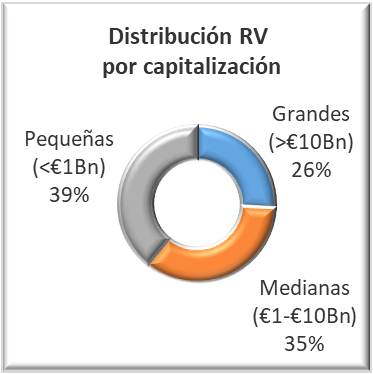 Distribución RV
por capitalización
Grandes
(>€10Bn)
26%
Pequeñas
(<€1Bn)
39%
Medianas
(€1-€10Bn)
35%